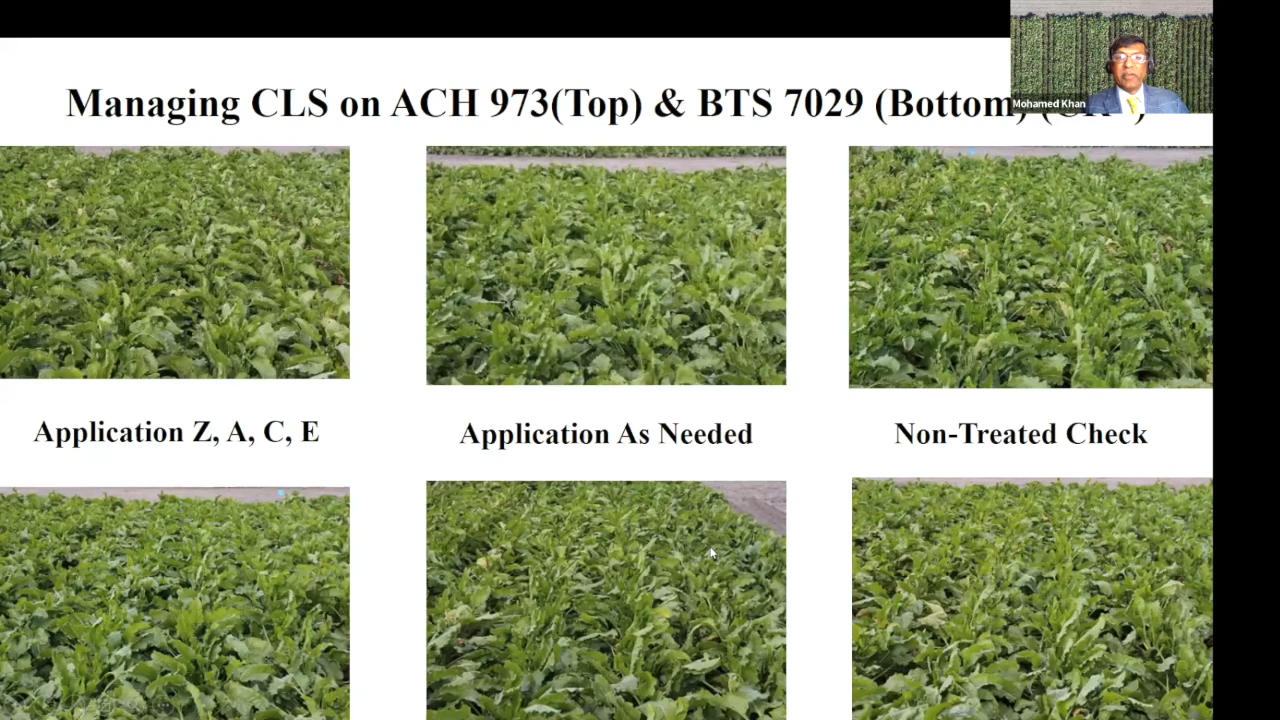 Managing CLS on ACH 973(Top) & BTS 7029 (Bottom)
Mohamed Khan
Application Z, A, C, E
Application As Needed
Non-Treated Check